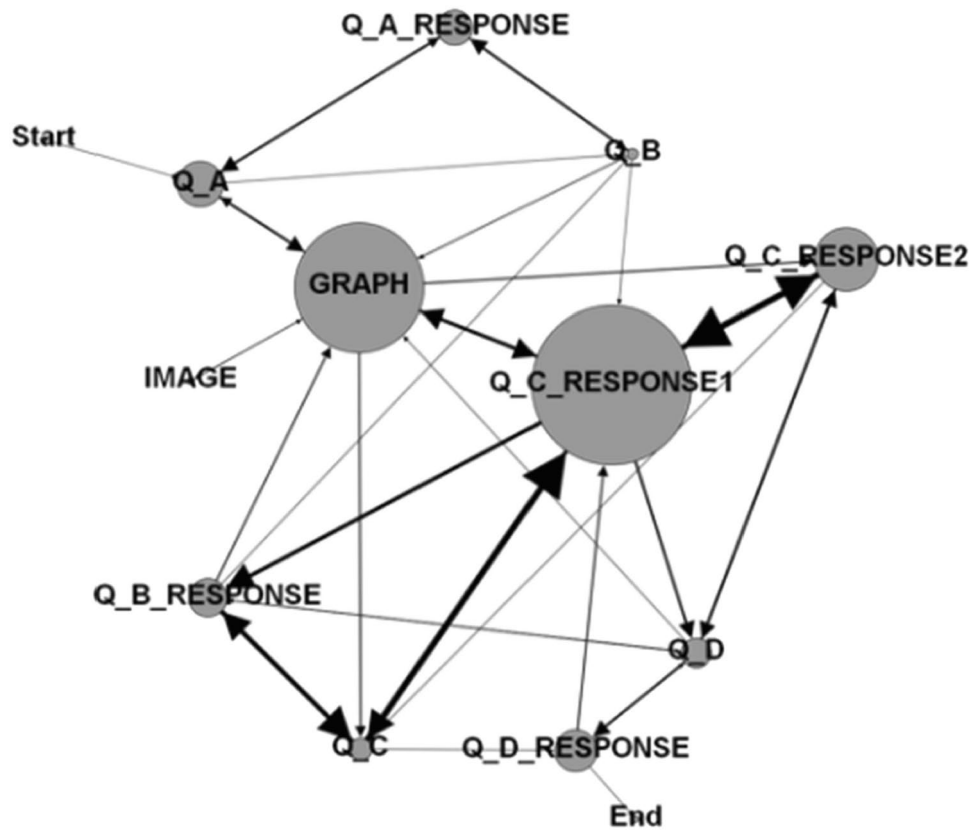 Q_A_RESPONSE
Start
Q_B
Q_A
Q_C_RESPONSE2
GRAPH
IMAGE
Q_C_RESPONSE1
Q_B_RESPONSE
Q_D
Q_C
Q_D_RESPONSE
End